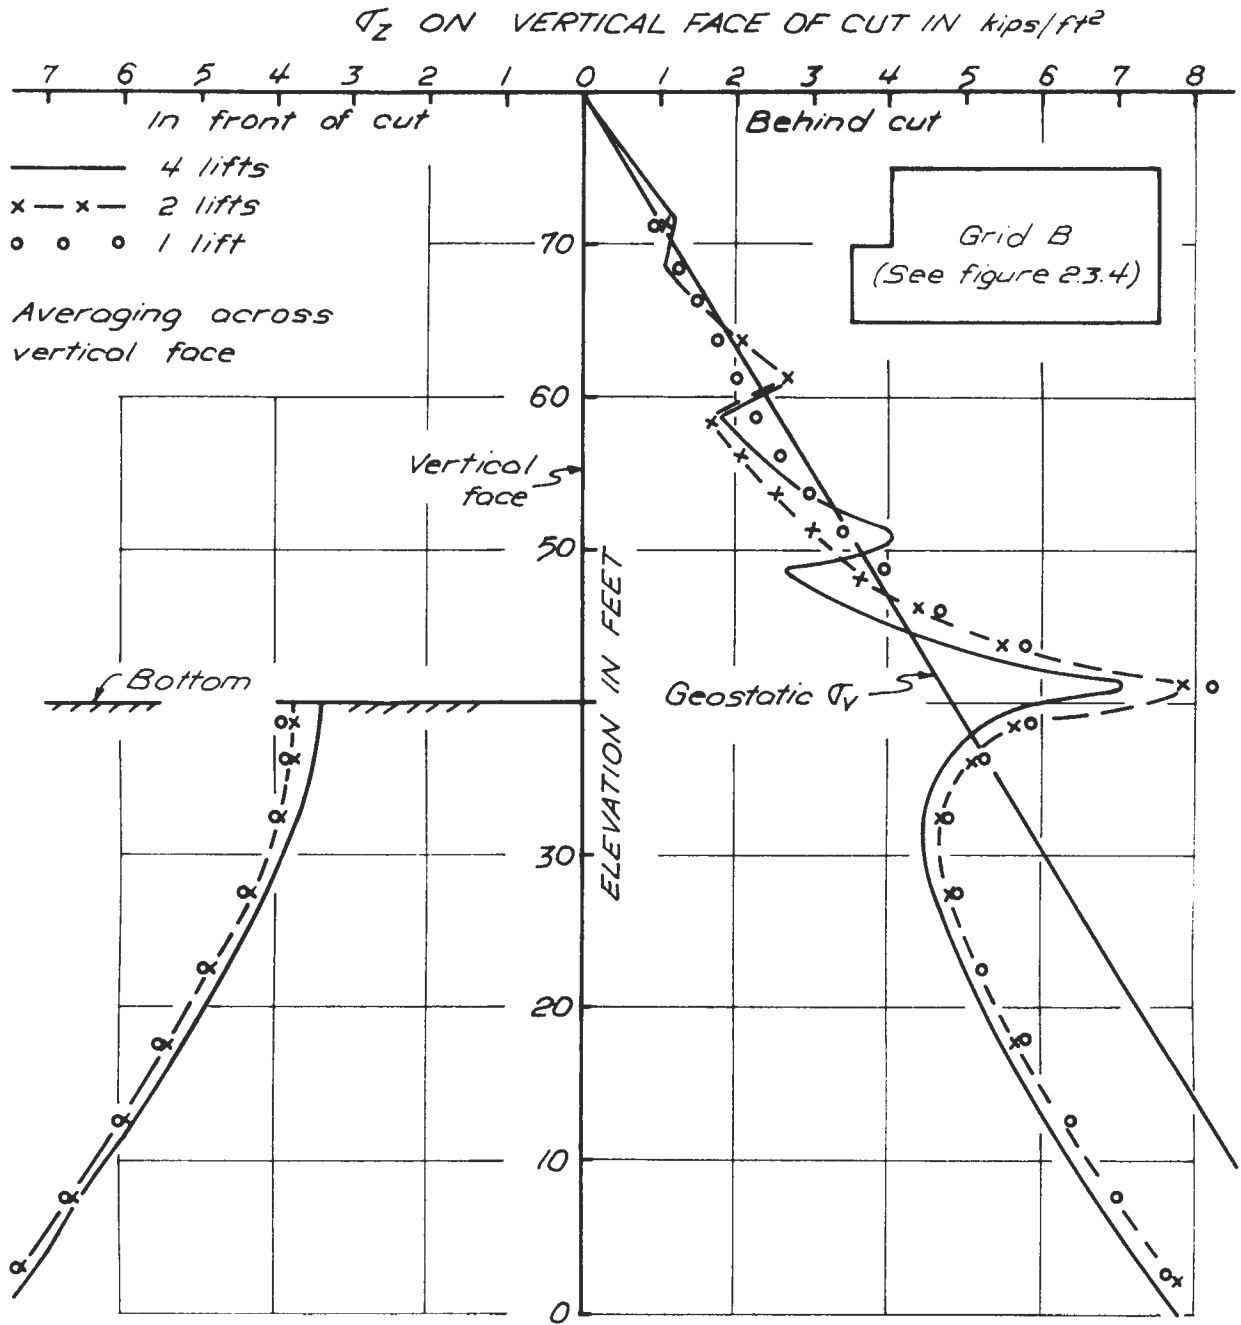 σz ON VERTICAL FACE OF CUT IN kips/ft²
7 6 5 4 3 2 1 0 1 2 3 4 5 6 7 8
In front of cut
Behind cut
4 lifts
x — x — 2 lifts
o o o 1 lift
Averaging across
vertical face
Grid B
(See figure 2.3.4)
70
60
Vertical
face
50
ELEVATION IN FEET
Bottom
Geostatic σv
30
20
10
0